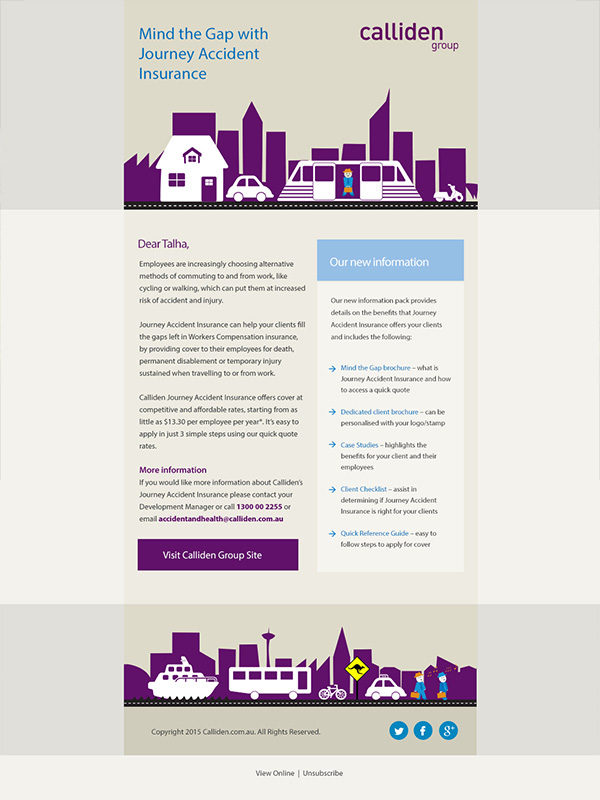 Mind the Gap with
Journey Accident
Insurance
calliden
group
Dear Talha,
Employees are increasingly choosing alternative
methods of commuting to and from work, like
cycling or walking, which can put them at increased
risk of accident and injury.
Journey Accident Insurance can help your clients fill
the gaps left in Workers Compensation insurance,
by providing cover to their employees for death,
permanent disablement or temporary injury
sustained when travelling to or from work.
Calliden Journey Accident Insurance offers cover at
competitive and affordable rates, starting from as
little as $13.30 per employee per year*. It's easy to
apply in just 3 simple steps using our quick quote
rates.
More information
If you would like more information about Calliden's
Journey Accident Insurance please contact your
Development Manager or call 1300 00 2255 or
email accidentandhealth@calliden.com.au
Visit Calliden Group Site
Our new information
Our new information pack provides
details on the benefits that Journey
Accident Insurance offers your clients
and includes the following:
Mind the Gap brochure – what is
Journey Accident Insurance and how
to access a quick quote
Dedicated client brochure – can be
personalised with your logo/stamp
Case Studies – highlights the
benefits for your client and their
employees
Client Checklist – assist in
determining if Journey Accident
Insurance is right for your clients
Quick Reference Guide – easy to
follow steps to apply for cover
Copyright 2015 Calliden.com.au. All Rights Reserved.
View Online | Unsubscribe